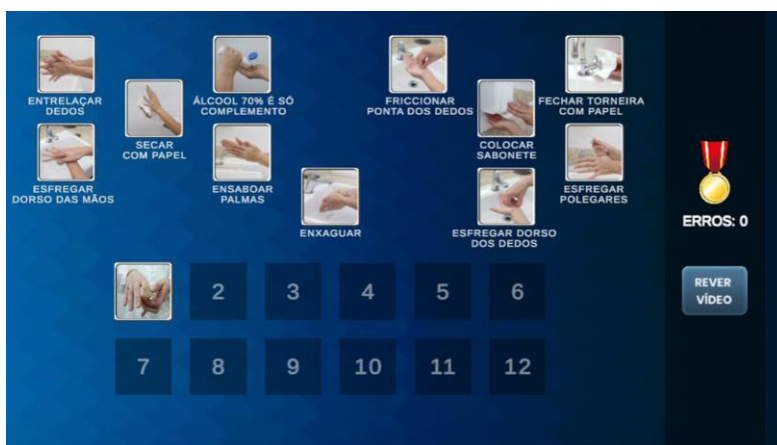 ENTRELAÇAR
DEDOS
SECAR
COM PAPEL
ÁLCOOL 70% É SÓ
COMPLEMENTO
FRICCIONAR
PONTA DOS DEDOS
COLOCAR
SABONETE
FECHAR TORNEIRA
COM PAPEL
ESFREGAR
DORSO DAS MÃOS
ENSABOAR
PALMAS
ENXAGUAR
ESFREGAR DORSO
DOS DEDOS
ESFREGAR
POLEGARES
ERROS: 0
REVER
VÍDEO
2 3 4 5 6
7 8 9 10 11 12